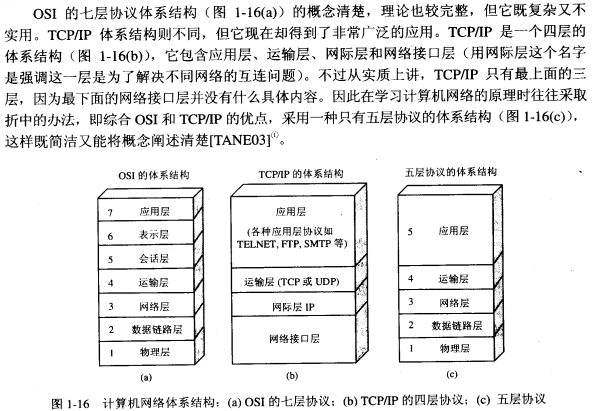 OSI 的七层协议体系结构（图 1-16(a)）的概念清楚，理论也较完整，但它既复杂又不
实用。TCP/IP 体系结构则不同，但它现在却得到了非常广泛的应用。TCP/IP 是一个四层的
体系结构（图 1-16(b)），它包含应用层、运输层、网际层和网络接口层（用网际层这个名字
是强调这一层是为了解决不同网络的互连问题）。不过从实质上讲，TCP/IP 只有最上面的三
层，因为最下面的网络接口层并没有什么具体内容。因此在学习计算机网络的原理时往往采取
折中的办法，即综合 OSI 和 TCP/IP 的优点，采用一种只有五层协议的体系结构（图 1-16(c)），
这样既简洁又能将概念阐述清楚[TANE03]①。
OSI 的体系结构
7 应用层
6 表示层
5 会话层
4 运输层
3 网络层
2 数据链路层
1 物理层
(a)
TCP/IP 的体系结构
应用层
(各种应用层协议如
TELNET, FTP, SMTP 等)
运输层 (TCP 或 UDP)
网际层 IP
网络接口层
(b)
五层协议的体系结构
5 应用层
4 运输层
3 网络层
2 数据链路层
1 物理层
(c)
图 1-16 计算机网络体系结构：(a) OSI 的七层协议；(b) TCP/IP 的四层协议；(c) 五层协议